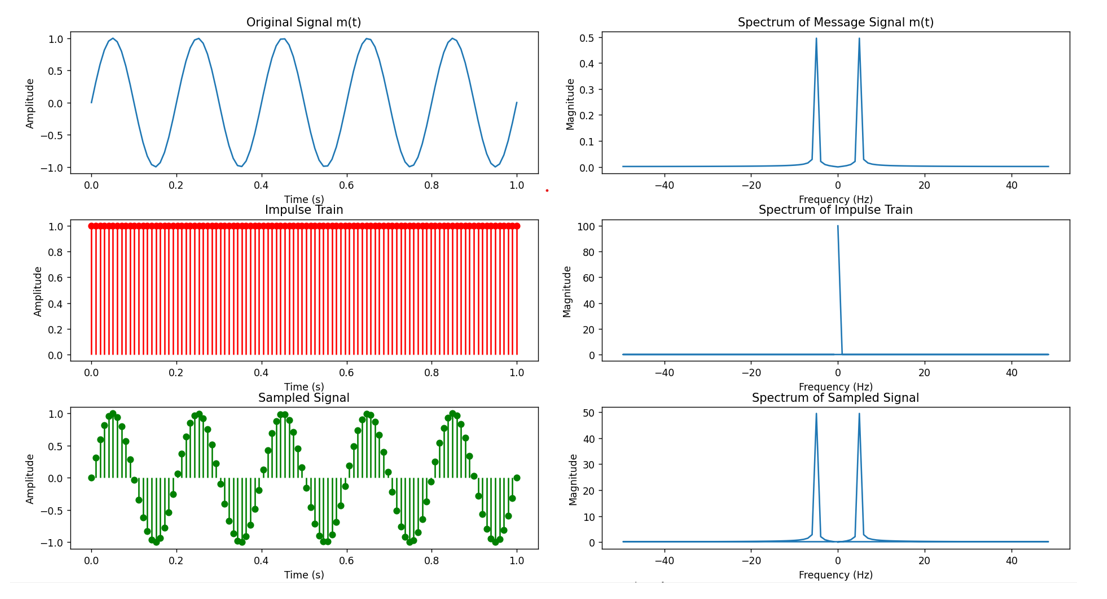 Original Signal m(t)
1.0
0.5
0.0
−0.5
−1.0
Amplitude
0.0 0.2 0.4 0.6 0.8 1.0
Time (s)
Spectrum of Message Signal m(t)
0.5
0.4
0.3
0.2
0.1
0.0
Magnitude
−40 −20 0 20 40
Frequency (Hz)
Impulse Train
1.0
0.8
0.6
0.4
0.2
0.0
Amplitude
0.0 0.2 0.4 0.6 0.8 1.0
Time (s)
Spectrum of Impulse Train
100
80
60
40
20
0
Magnitude
−40 −20 0 20 40
Frequency (Hz)
Sampled Signal
1.0
0.5
0.0
−0.5
−1.0
Amplitude
0.0 0.2 0.4 0.6 0.8 1.0
Time (s)
Spectrum of Sampled Signal
50
40
30
20
10
0
Magnitude
−40 −20 0 20 40
Frequency (Hz)